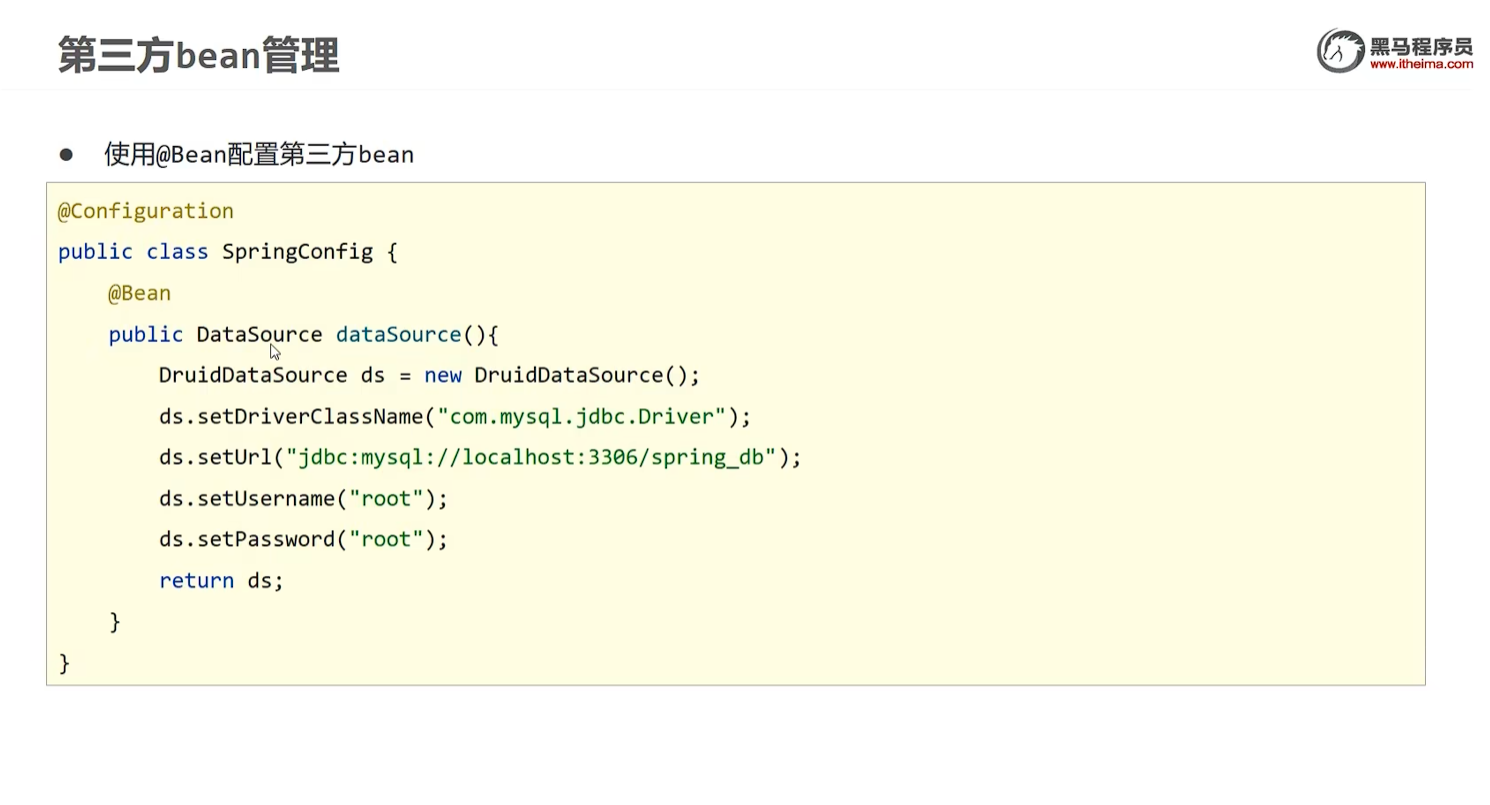 第三方bean管理
黑马程序员
www.itheima.com
● 使用@Bean配置第三方bean
@Configuration
public class SpringConfig {
    @Bean
    public DataSource dataSource(){
        DruidDataSource ds = new DruidDataSource();
        ds.setDriverClassName("com.mysql.jdbc.Driver");
        ds.setUrl("jdbc:mysql://localhost:3306/spring_db");
        ds.setUsername("root");
        ds.setPassword("root");
        return ds;
    }
}